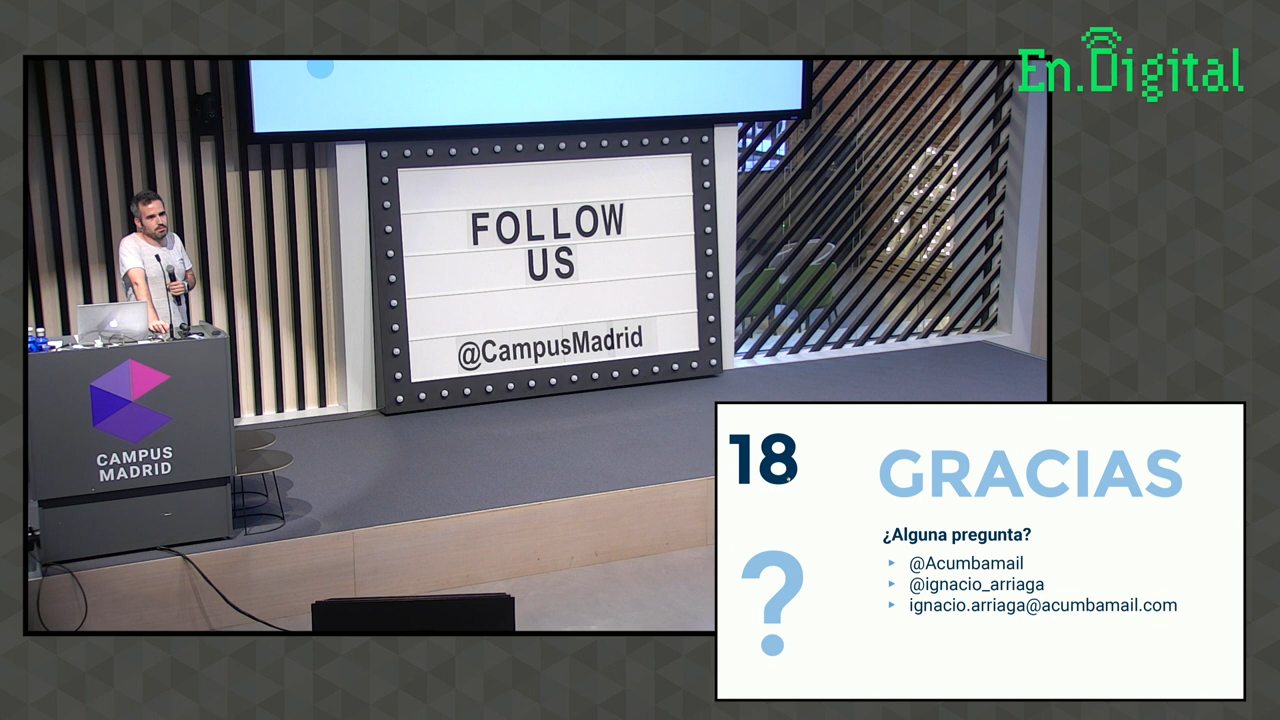 En.Digital
FOLLOW
US
@CampusMadrid
CAMPUS
MADRID
18
GRACIAS
¿Alguna pregunta?
@Acumbamail
@ignacio_arriaga
ignacio.arriaga@acumbamail.com
?